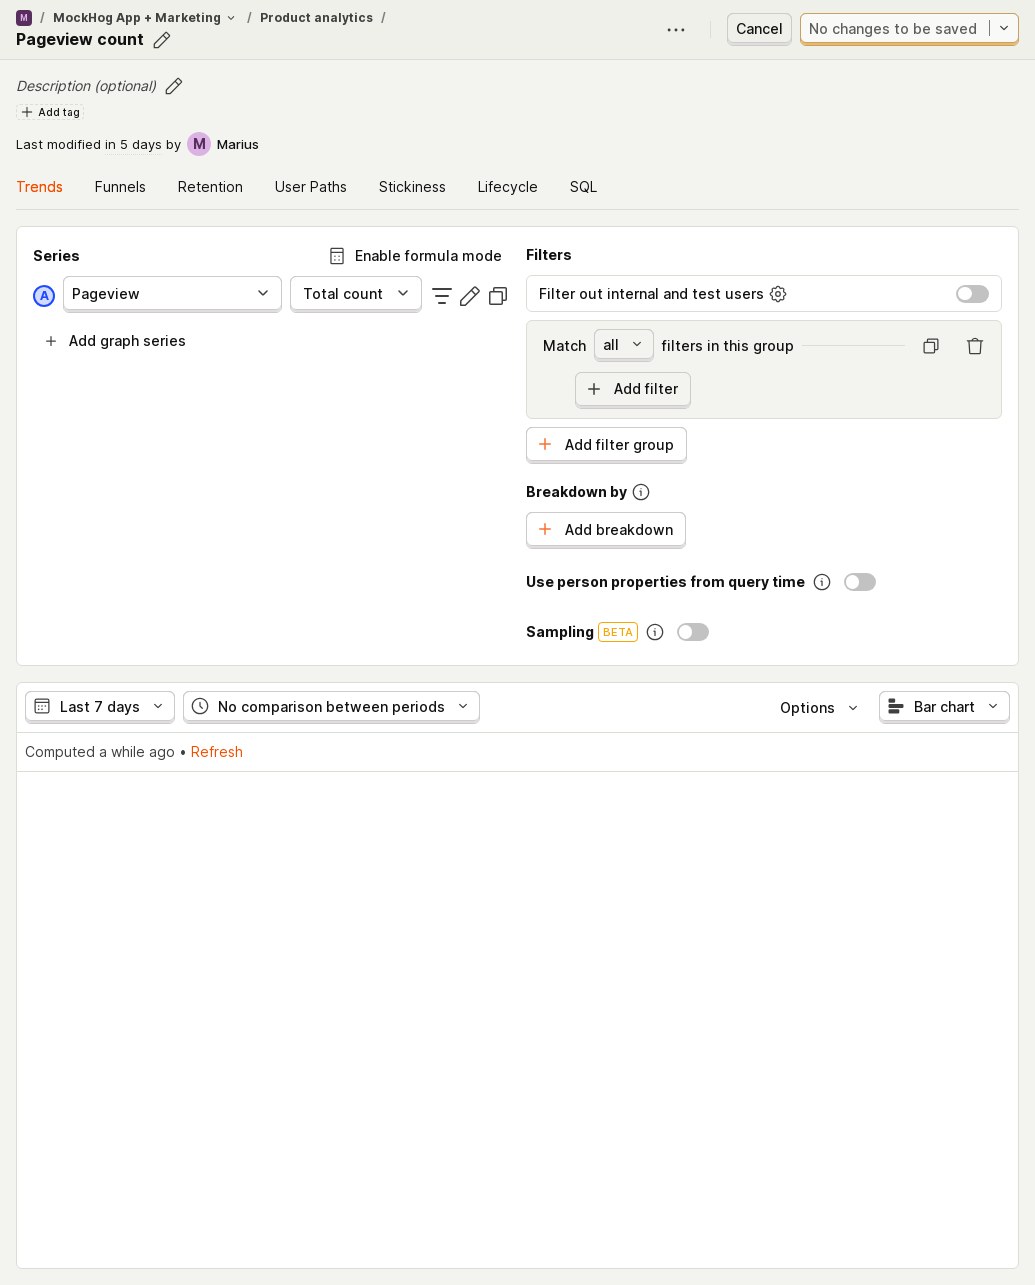 M / MockHog App + Marketing / Product analytics /
Pageview count
Cancel
No changes to be saved
Description (optional)
Add tag
Last modified in 5 days by M Marius
Trends Funnels Retention User Paths Stickiness Lifecycle SQL
Series
Enable formula mode
A Pageview Total count
Add graph series
Filters
Filter out internal and test users
Match all filters in this group
Add filter
Add filter group
Breakdown by
Add breakdown
Use person properties from query time
Sampling BETA
Last 7 days No comparison between periods Options Bar chart
Computed a while ago • Refresh